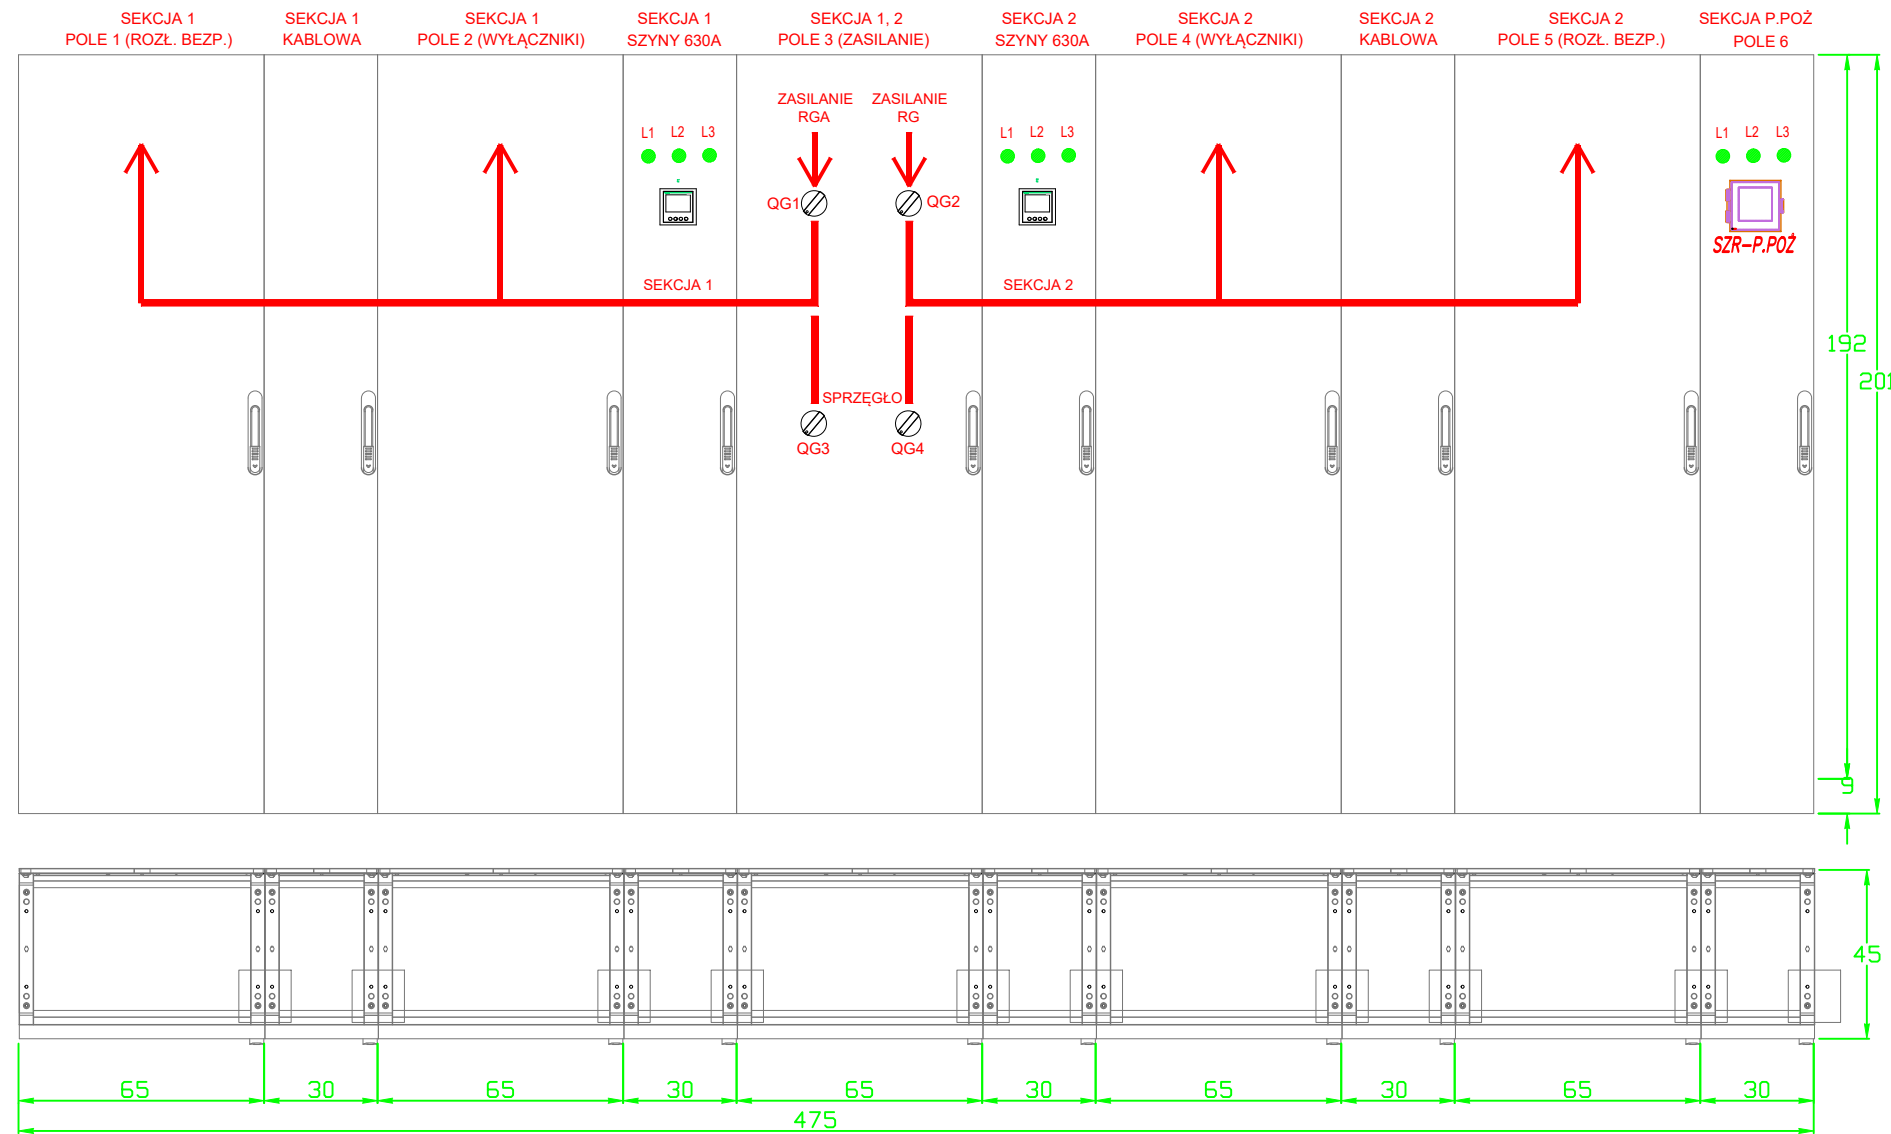 SEKCJA 1
POLE 1 (ROZŁ. BEZP.)
SEKCJA 1
KABLOWA
SEKCJA 1
POLE 2 (WYŁĄCZNIKI)
SEKCJA 1
SZYNY 630A
SEKCJA 1, 2
POLE 3 (ZASILANIE)
SEKCJA 2
SZYNY 630A
SEKCJA 2
POLE 4 (WYŁĄCZNIKI)
SEKCJA 2
KABLOWA
SEKCJA 2
POLE 5 (ROZŁ. BEZP.)
SEKCJA P.POŻ
POLE 6
ZASILANIE
RGA
ZASILANIE
RG
L1 L2 L3
L1 L2 L3
L1 L2 L3
QG1
QG2
SZR-P.POŻ
SEKCJA 1
SEKCJA 2
192
201
SPRZĘGŁO
QG3
QG4
9
45
65
30
65
30
65
30
65
30
65
30
475